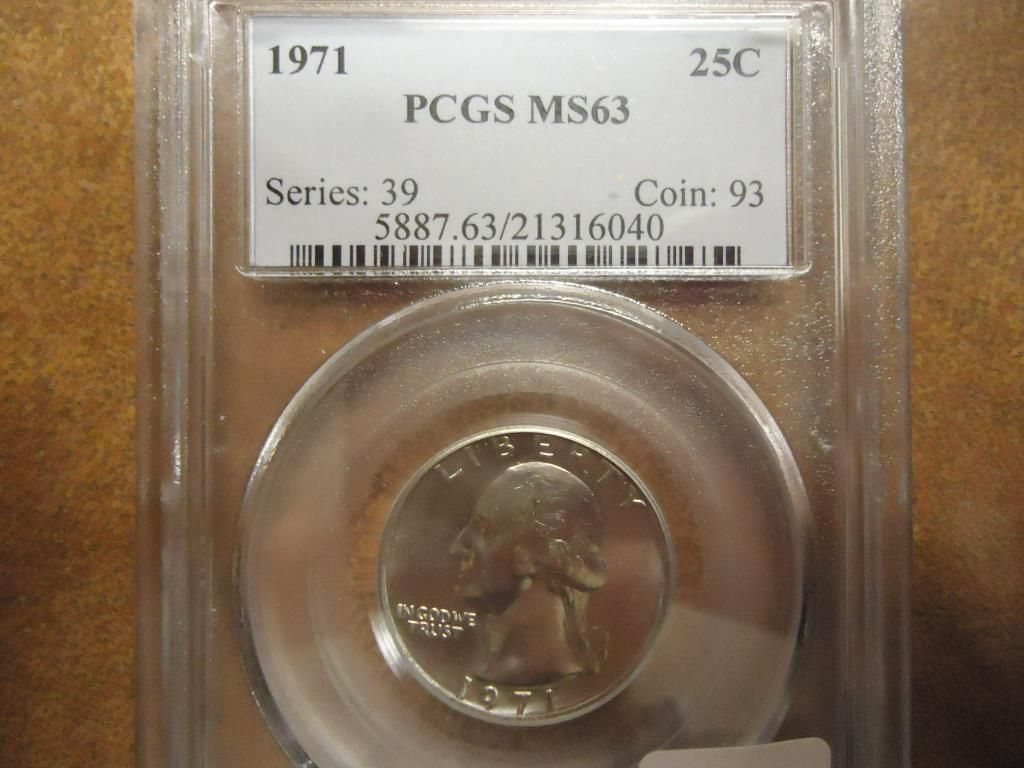 1971 25C
PCGS MS63
Series: 39 Coin: 93
5887.63/21316040
LIBERTY
IN GOD WE
TRUST
1971